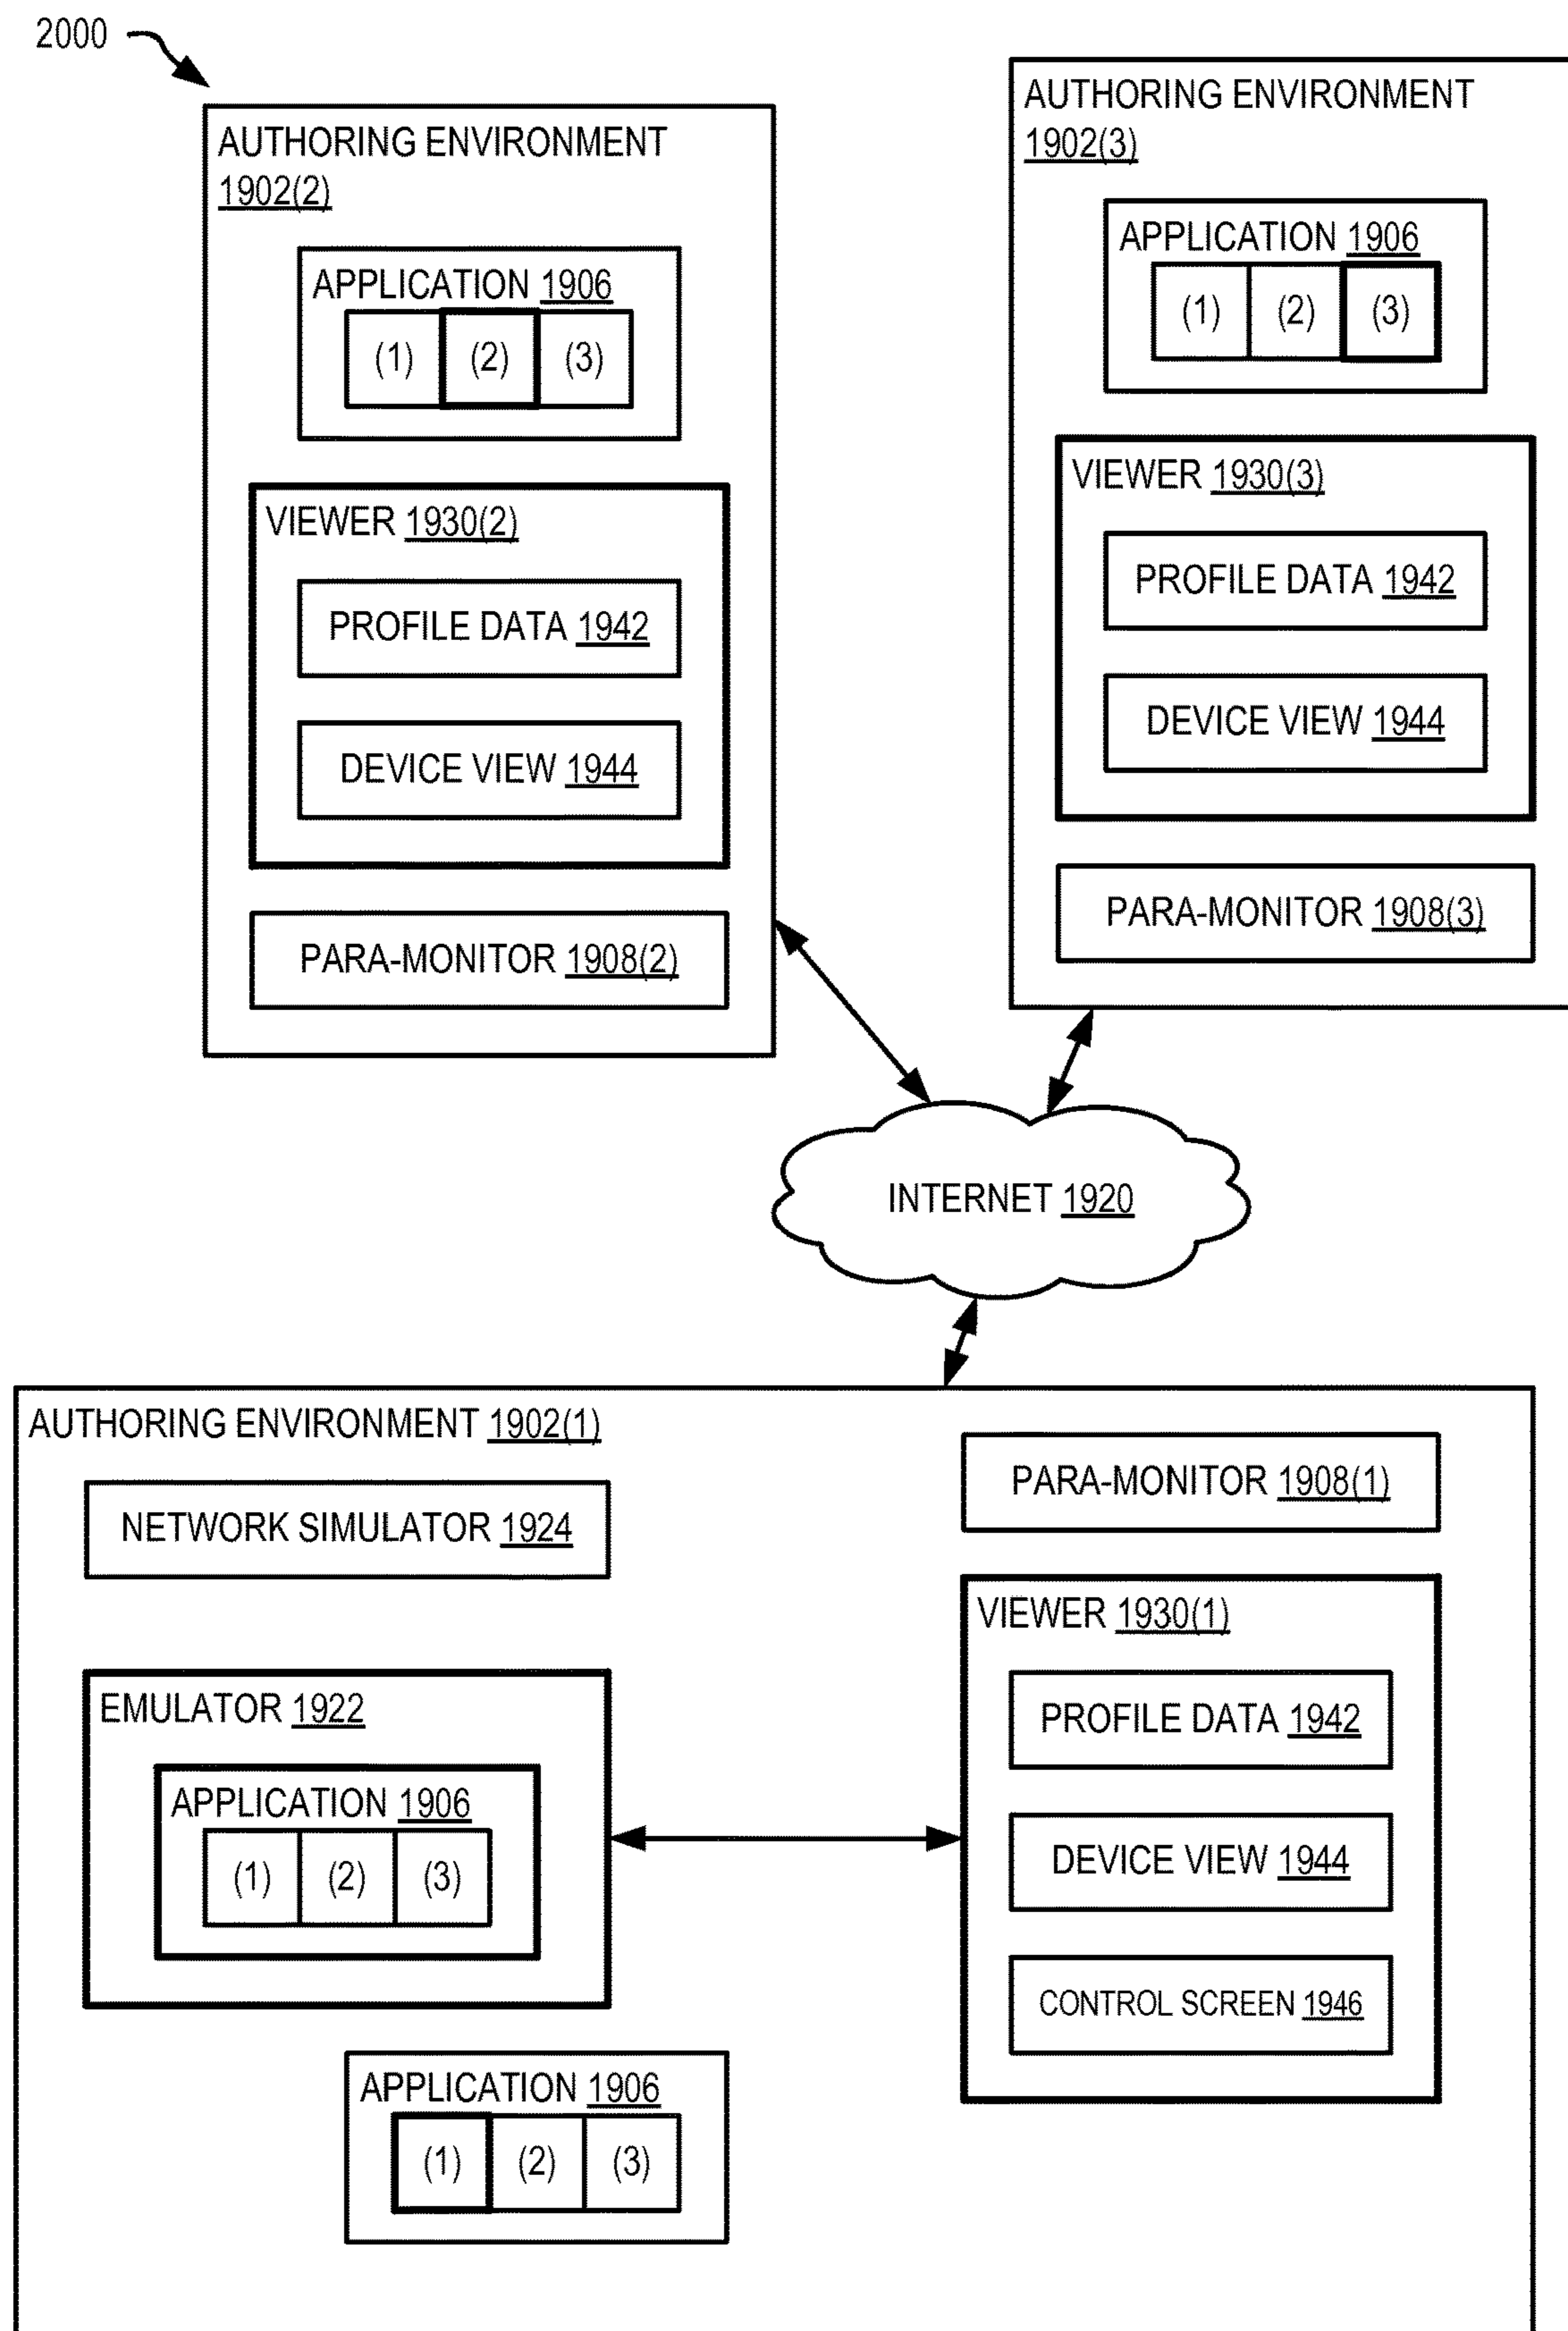 2000
AUTHORING ENVIRONMENT
1902(2)
APPLICATION 1906
(1) (2) (3)
VIEWER 1930(2)
PROFILE DATA 1942
DEVICE VIEW 1944
PARA-MONITOR 1908(2)
AUTHORING ENVIRONMENT
1902(3)
APPLICATION 1906
(1) (2) (3)
VIEWER 1930(3)
PROFILE DATA 1942
DEVICE VIEW 1944
PARA-MONITOR 1908(3)
INTERNET 1920
AUTHORING ENVIRONMENT 1902(1)
NETWORK SIMULATOR 1924
EMULATOR 1922
APPLICATION 1906
(1) (2) (3)
APPLICATION 1906
(1) (2) (3)
PARA-MONITOR 1908(1)
VIEWER 1930(1)
PROFILE DATA 1942
DEVICE VIEW 1944
CONTROL SCREEN 1946